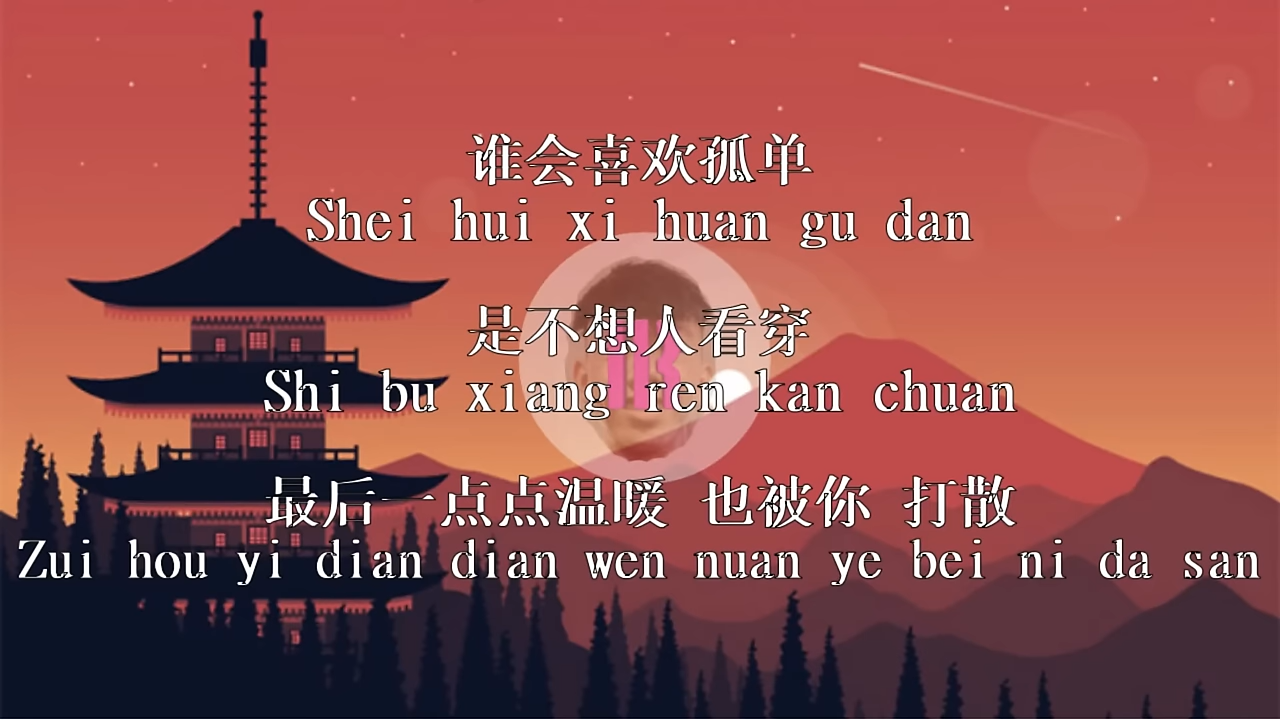 谁会喜欢孤单
Shei hui xi huan gu dan
是不想人看穿
Shi bu xiang ren kan chuan
最后一点点温暖 也被你 打散
Zui hou yi dian dian wen nuan ye bei ni da san